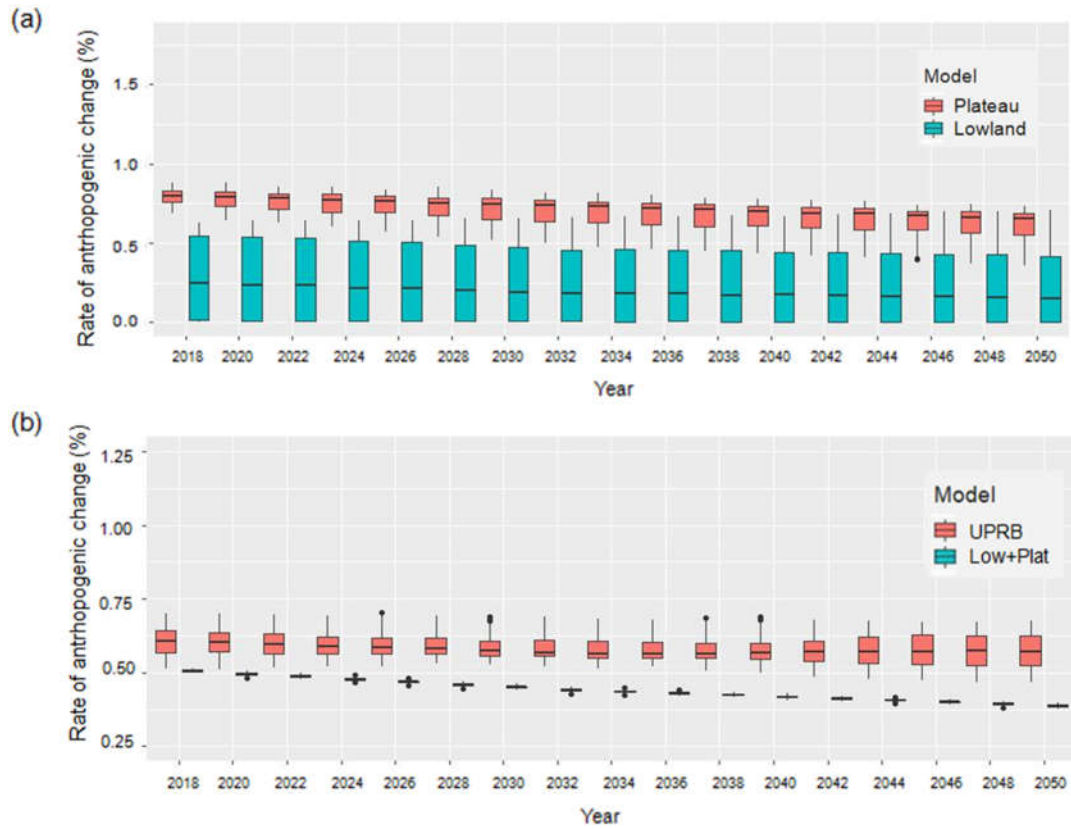 (a)
Rate of antrhopogenic change (%)
1.5
1.0
0.5
0.0
Model
Plateau
Lowland
2018 2020 2022 2024 2026 2028 2030 2032 2034 2036 2038 2040 2042 2044 2046 2048 2050
Year
(b)
Rate of antrhopogenic change (%)
1.25
1.00
0.75
0.50
0.25
Model
UPRB
Low+Plat
2018 2020 2022 2024 2026 2028 2030 2032 2034 2036 2038 2040 2042 2044 2046 2048 2050
Year